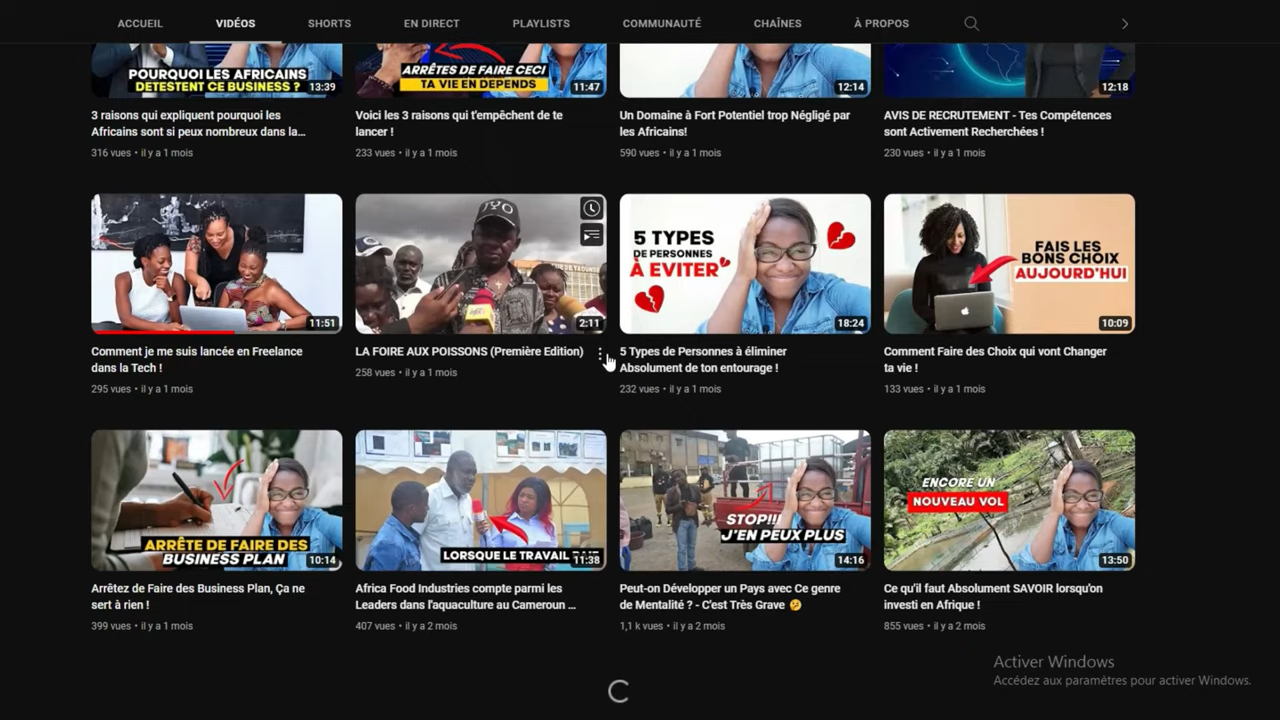 ACCUEIL
VIDÉOS
SHORTS
EN DIRECT
PLAYLISTS
COMMUNAUTÉ
CHAÎNES
À PROPOS
POURQUOI LES AFRICAINS
DETESTENT CE BUSINESS ?
13:39
ARRÊTES DE FAIRE CECI
TA VIE EN DÉPENDS
11:47
12:14
12:18
3 raisons qui expliquent pourquoi les
Africains sont si peux nombreux dans la...
316 vues • il y a 1 mois
Voici les 3 raisons qui t'empêchent de te
lancer !
233 vues • il y a 1 mois
Un Domaine à Fort Potentiel trop Négligé par
les Africains!
590 vues • il y a 1 mois
AVIS DE RECRUTEMENT - Tes Compétences
sont Activement Recherchées !
230 vues • il y a 1 mois
11:51
2:11
5 TYPES
DE PERSONNES
À EVITER
18:24
FAIS LES
BONS CHOIX
AUJOURD'HUI
10:09
Comment je me suis lancée en Freelance
dans la Tech !
295 vues • il y a 1 mois
LA FOIRE AUX POISSONS (Première Edition)
258 vues • il y a 1 mois
5 Types de Personnes à éliminer
Absolument de ton entourage !
232 vues • il y a 1 mois
Comment Faire des Choix qui vont Changer
ta vie !
133 vues • il y a 1 mois
ARRÊTE DE FAIRE DES
BUSINESS PLAN
10:14
LORSQUE LE TRAVAIL
11:38
STOP!!!
J'EN PEUX PLUS
14:16
ENCORE UN
NOUVEAU VOL
13:50
Arrêtez de Faire des Business Plan, Ça ne
sert à rien !
399 vues • il y a 1 mois
Africa Food Industries compte parmi les
Leaders dans l'aquaculture au Cameroun ...
407 vues • il y a 2 mois
Peut-on Développer un Pays avec Ce genre
de Mentalité ? - C'est Très Grave 🤔
1,1 k vues • il y a 2 mois
Ce qu'il faut Absolument SAVOIR lorsqu'on
investi en Afrique !
855 vues • il y a 2 mois
Activer Windows
Accédez aux paramètres pour activer Windows.